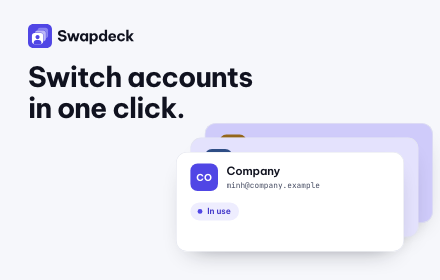 Swapdeck
Switch accounts
in one click.
CO
Company
minh@company.example
In use